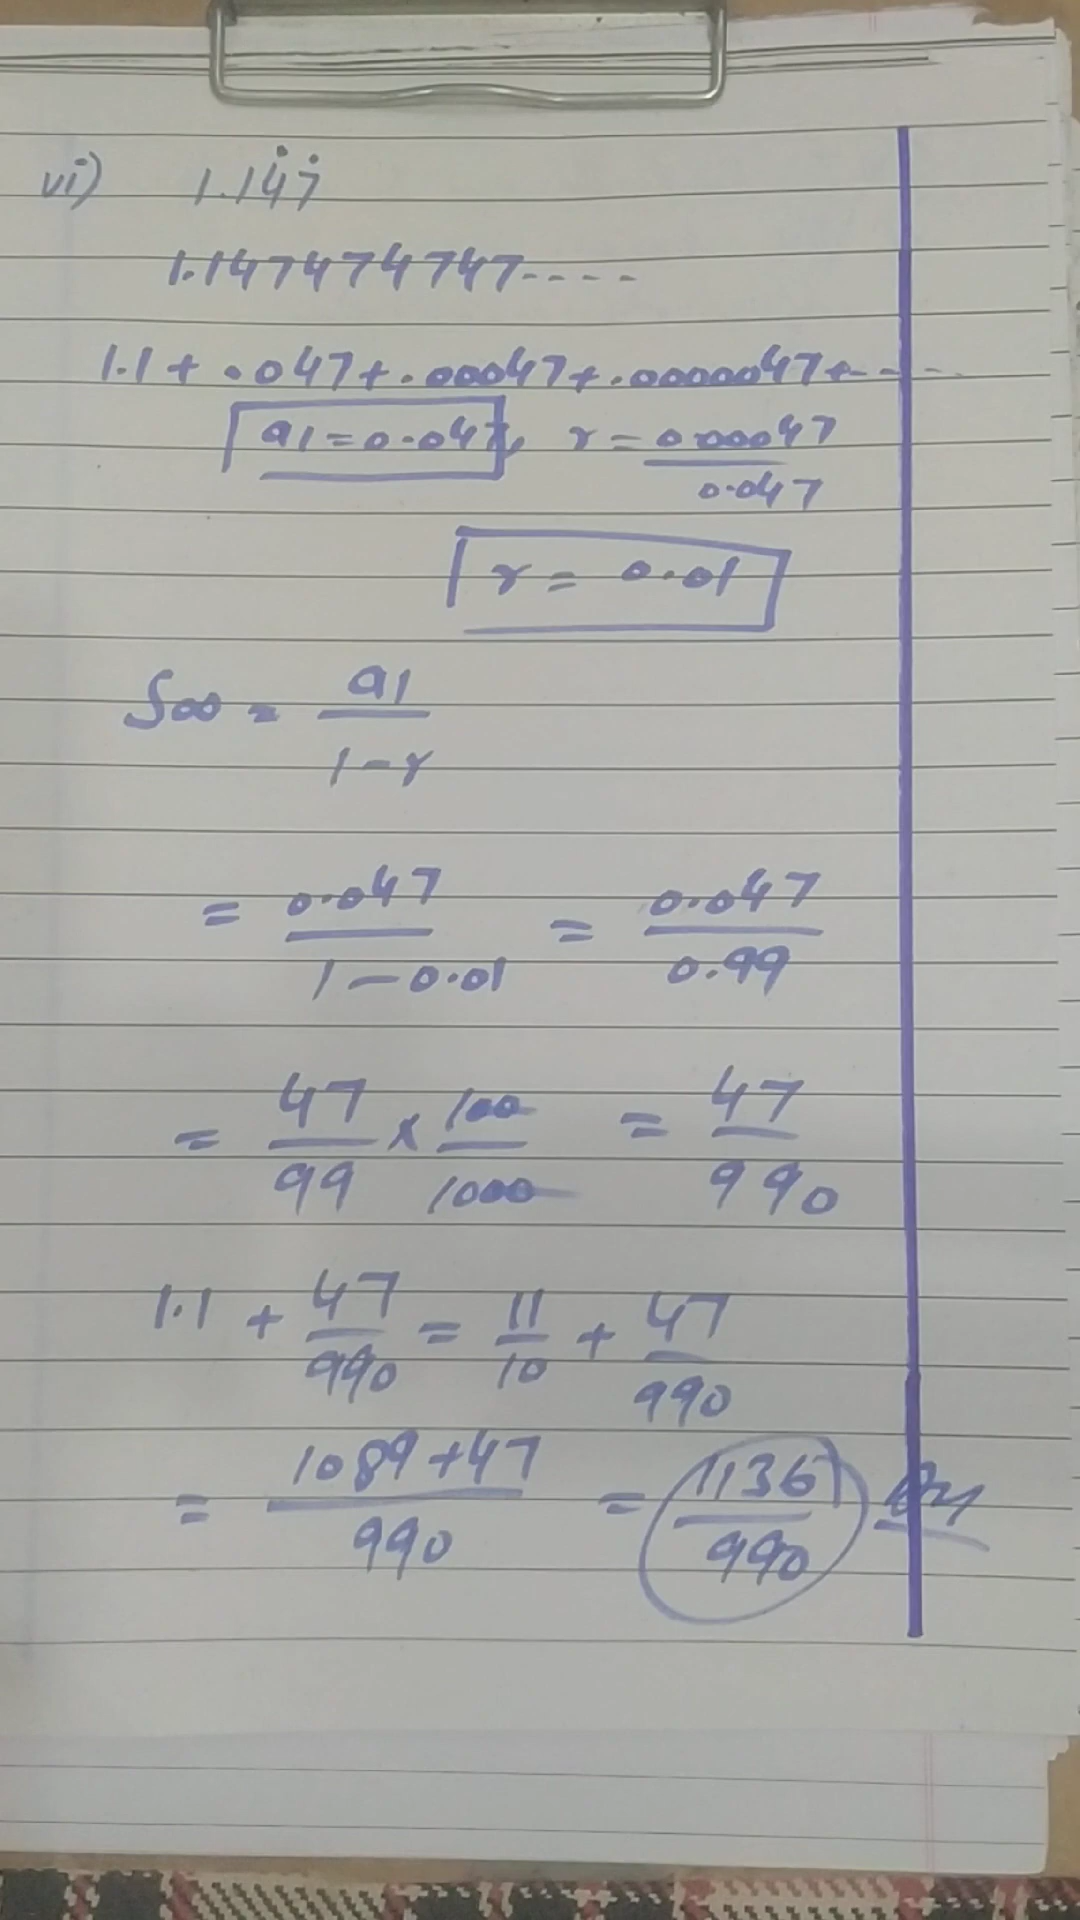 vi) 1.14̇7̇
1.147474747----
1.1 + .047 + .00047 + .0000047 + ----
a1 = 0.047, r = 0.00047 / 0.047
r = 0.01
S∞ = a1 / 1-r
= 0.047 / 1-0.01 = 0.047 / 0.99
= 47/99 × 100/1000 = 47/990
1.1 + 47/990 = 11/10 + 47/990
= 1089+47 / 990 = 1136/990